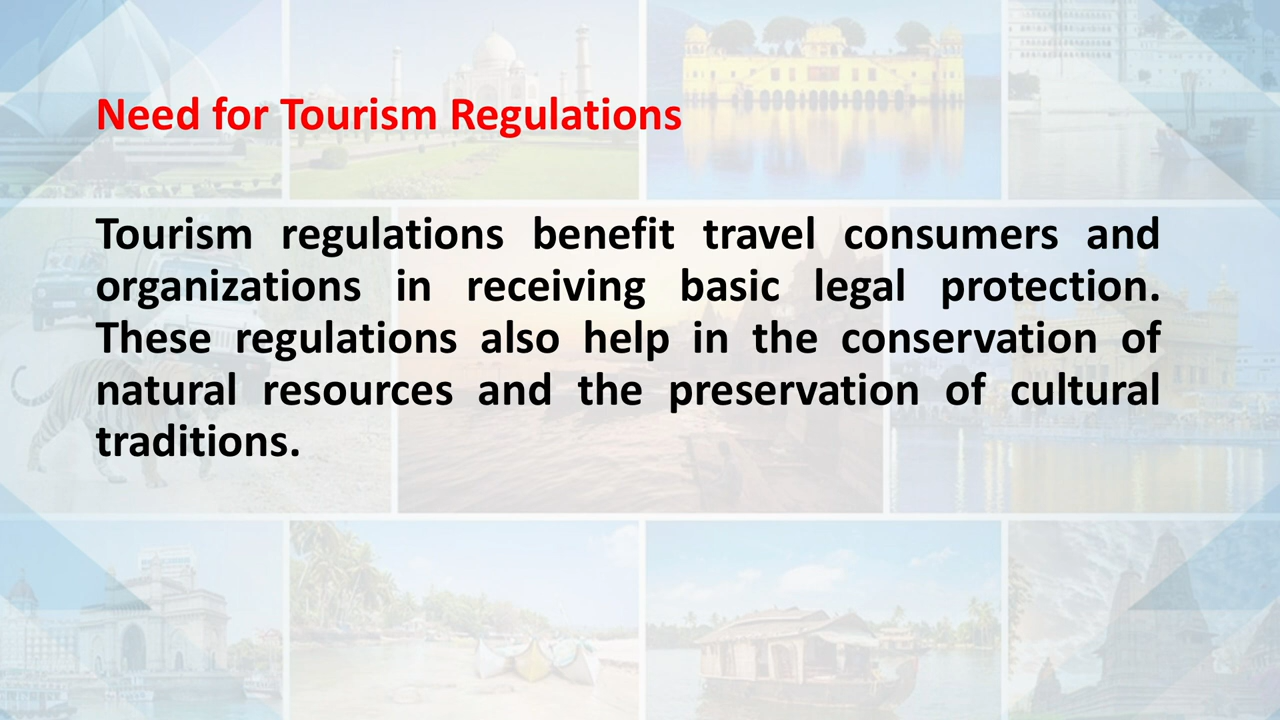 Need for Tourism Regulations
Tourism regulations benefit travel consumers and
organizations in receiving basic legal protection.
These regulations also help in the conservation of
natural resources and the preservation of cultural
traditions.